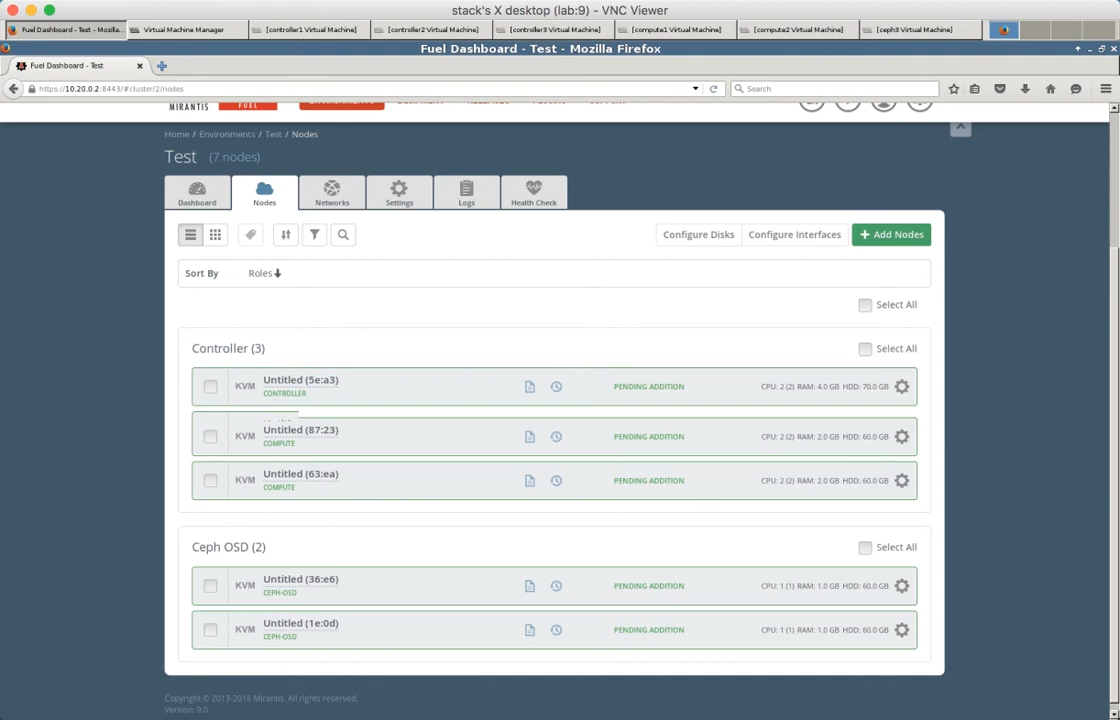 stack's X desktop (lab:9) - VNC Viewer
Fuel Dashboard - Test - Mozilla...
Virtual Machine Manager
[controller1 Virtual Machine]
[controller2 Virtual Machine]
[controller3 Virtual Machine]
[compute1 Virtual Machine]
[compute2 Virtual Machine]
[ceph3 Virtual Machine]
Fuel Dashboard - Test - Mozilla Firefox
Fuel Dashboard - Test
https://10.20.0.2:8443/#cluster/2/nodes
Search
MIRANTIS FUEL
Home / Environments / Test / Nodes
Test (7 nodes)
Dashboard
Nodes
Networks
Settings
Logs
Health Check
Configure Disks
Configure Interfaces
+ Add Nodes
Sort By
Roles
Select All
Controller (3)
Select All
KVM
Untitled (5e:a3)
CONTROLLER
PENDING ADDITION
CPU: 2 (2) RAM: 4.0 GB HDD: 70.0 GB
KVM
Untitled (87:23)
COMPUTE
PENDING ADDITION
CPU: 2 (2) RAM: 2.0 GB HDD: 60.0 GB
KVM
Untitled (63:ea)
COMPUTE
PENDING ADDITION
CPU: 2 (2) RAM: 2.0 GB HDD: 60.0 GB
Ceph OSD (2)
Select All
KVM
Untitled (36:e6)
CEPH-OSD
PENDING ADDITION
CPU: 1 (1) RAM: 1.0 GB HDD: 60.0 GB
KVM
Untitled (1e:0d)
CEPH-OSD
PENDING ADDITION
CPU: 1 (1) RAM: 1.0 GB HDD: 60.0 GB
Copyright © 2013-2016 Mirantis. All rights reserved.
Version: 9.0